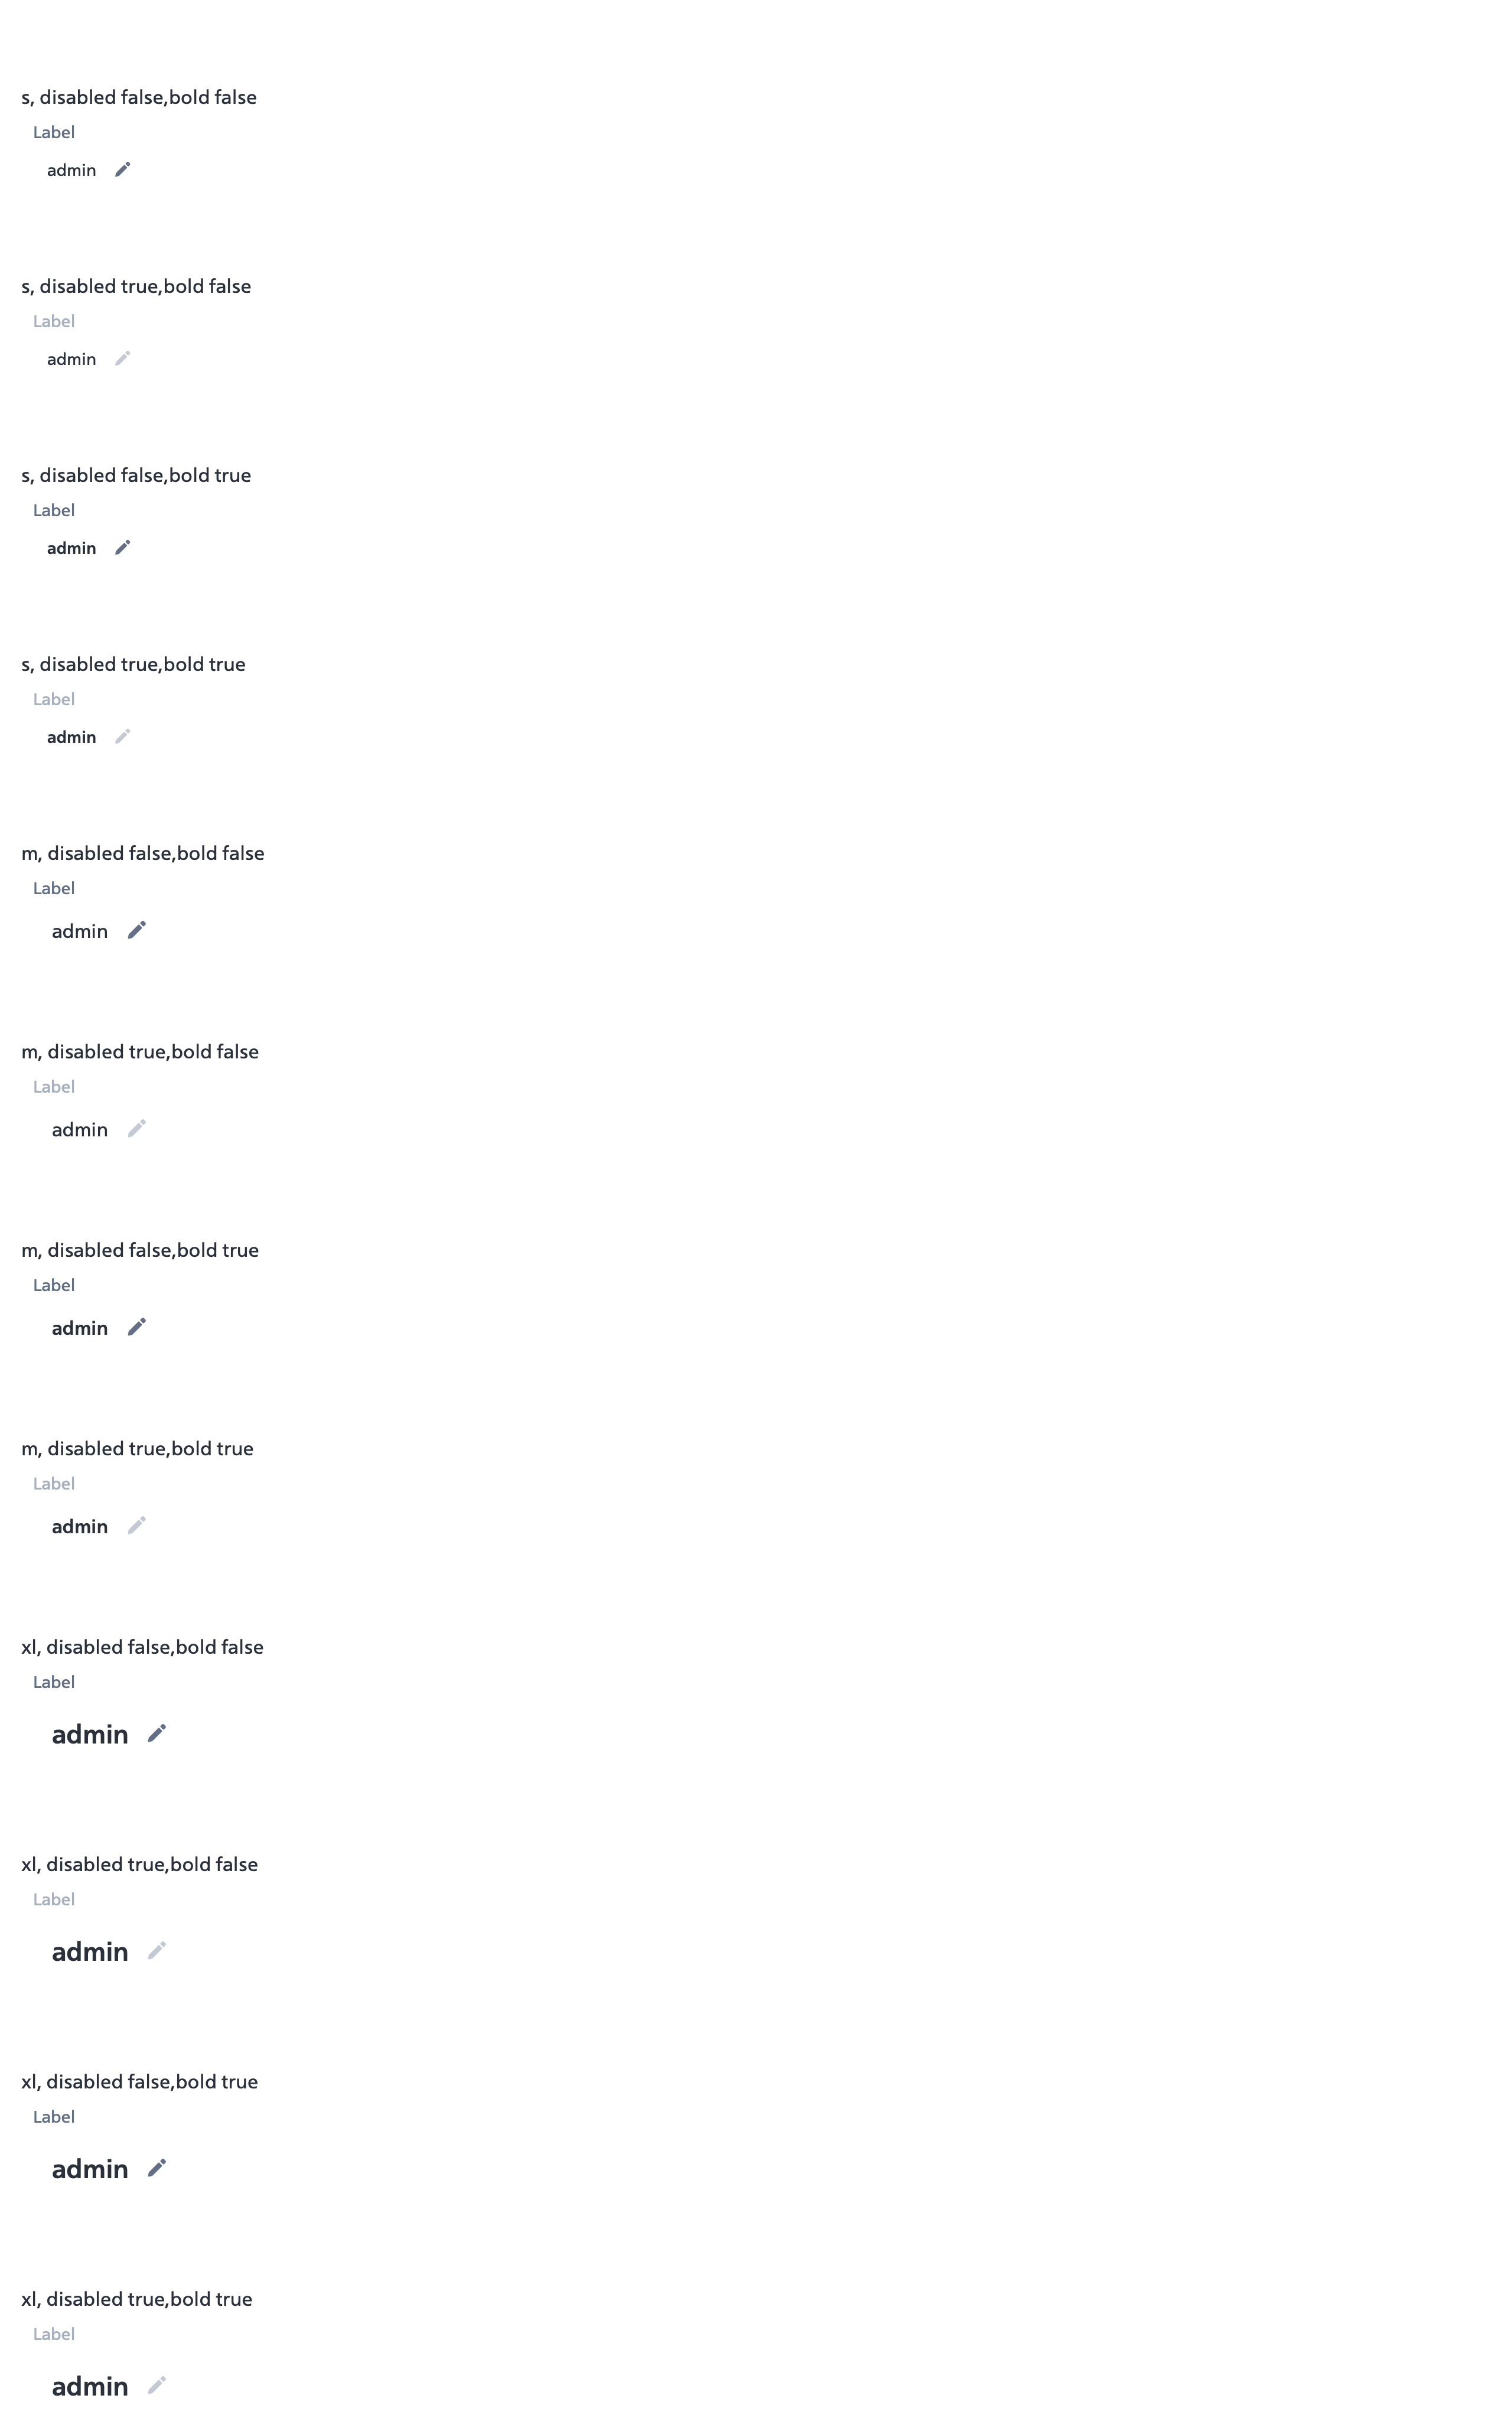 s, disabled false,bold false
Label
admin
s, disabled true,bold false
Label
admin
s, disabled false,bold true
Label
admin
s, disabled true,bold true
Label
admin
m, disabled false,bold false
Label
admin
m, disabled true,bold false
Label
admin
m, disabled false,bold true
Label
admin
m, disabled true,bold true
Label
admin
xl, disabled false,bold false
Label
admin
xl, disabled true,bold false
Label
admin
xl, disabled false,bold true
Label
admin
xl, disabled true,bold true
Label
admin